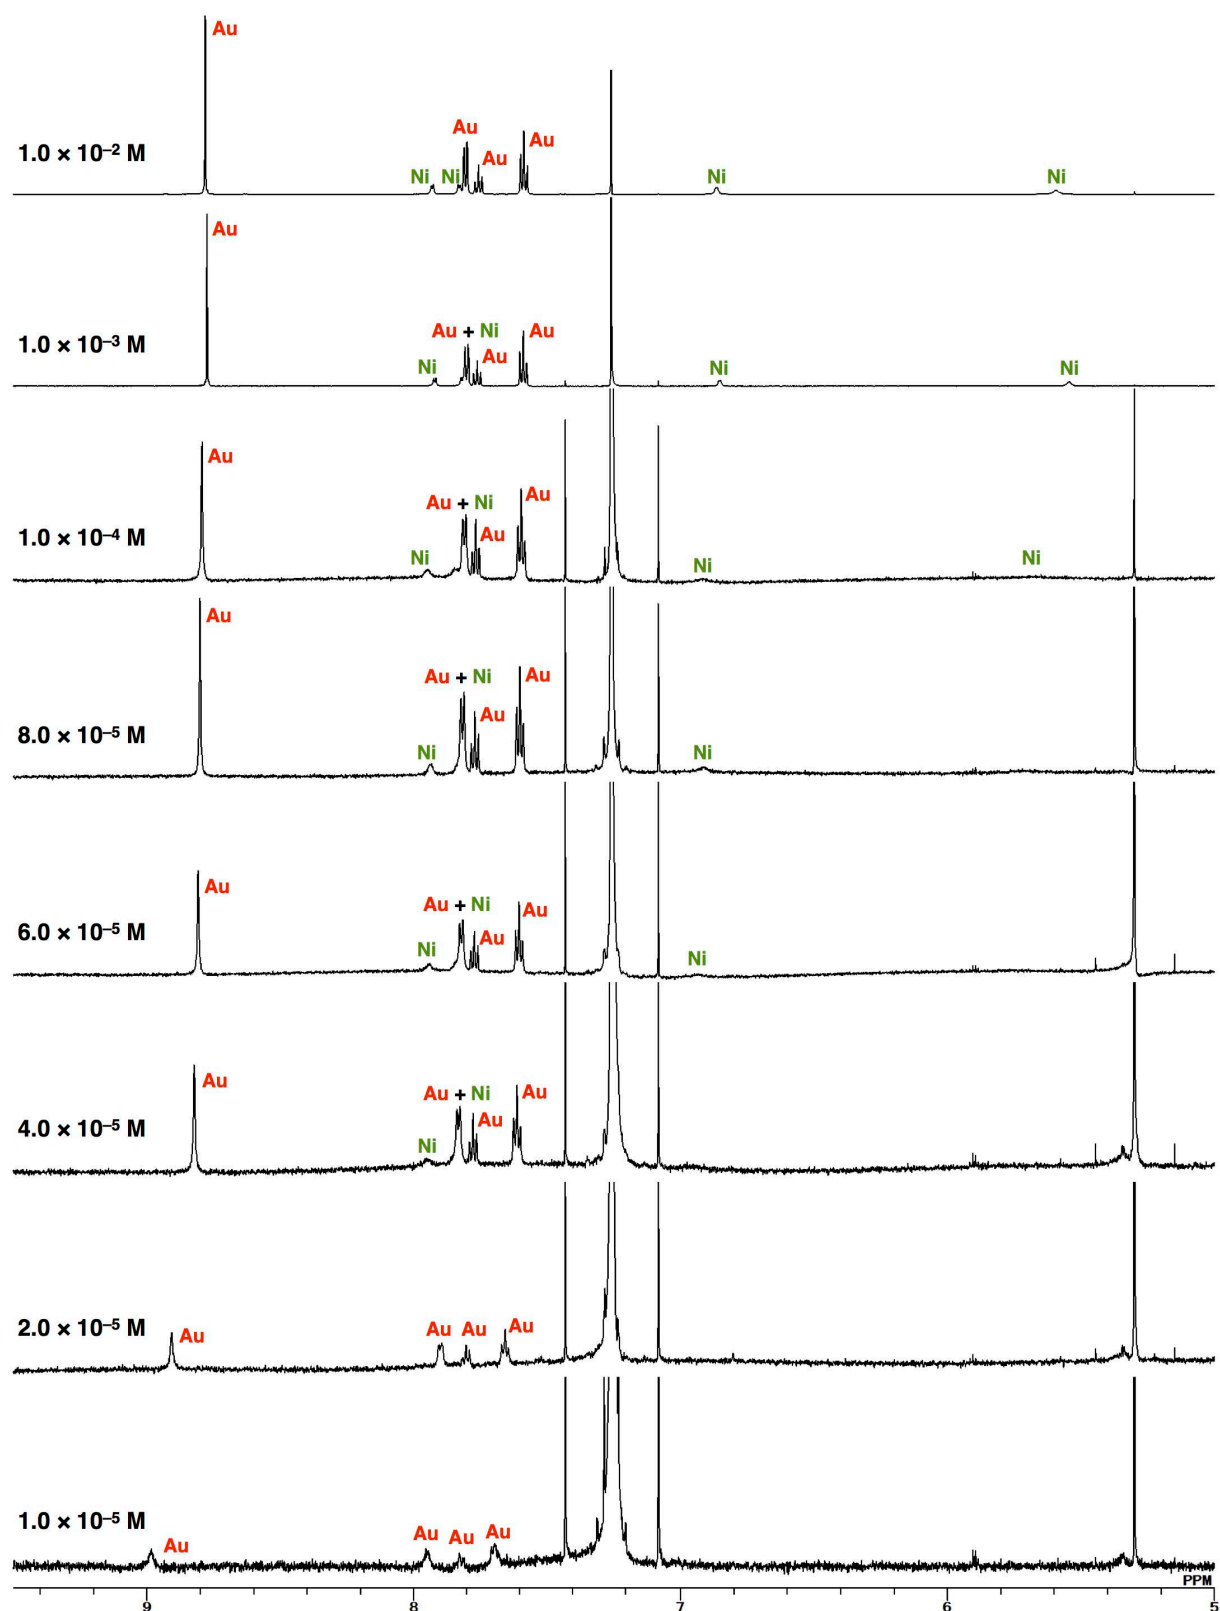 Au
1.0 × 10–2 M
Ni Ni Au Au Au Ni Ni
Au
1.0 × 10–3 M
Ni Au + Ni Au Au Ni Ni
Au
1.0 × 10–4 M
Ni Au + Ni Au Au Ni Ni
Au
8.0 × 10–5 M
Ni Au + Ni Au Au Ni
Au
6.0 × 10–5 M
Ni Au + Ni Au Au Ni
Au
4.0 × 10–5 M
Ni Au + Ni Au Au
2.0 × 10–5 M
Au Au Au Au
1.0 × 10–5 M
Au Au Au Au
PPM
9 8 7 6 5